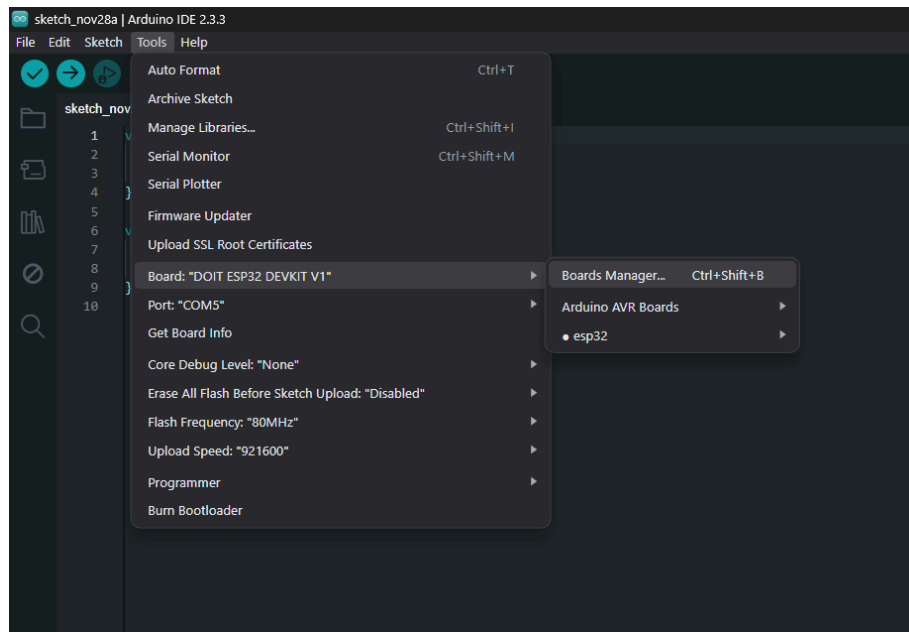 sketch_nov28a | Arduino IDE 2.3.3
File Edit Sketch Tools Help
Auto Format Ctrl+T
Archive Sketch
Manage Libraries... Ctrl+Shift+I
Serial Monitor Ctrl+Shift+M
Serial Plotter
Firmware Updater
Upload SSL Root Certificates
Board: "DOIT ESP32 DEVKIT V1"
Port: "COM5"
Get Board Info
Core Debug Level: "None"
Erase All Flash Before Sketch Upload: "Disabled"
Flash Frequency: "80MHz"
Upload Speed: "921600"
Programmer
Burn Bootloader
Boards Manager... Ctrl+Shift+B
Arduino AVR Boards
● esp32
sketch_nov
1 v
2
3
4 }
5
6 v
7
8
9 }
10